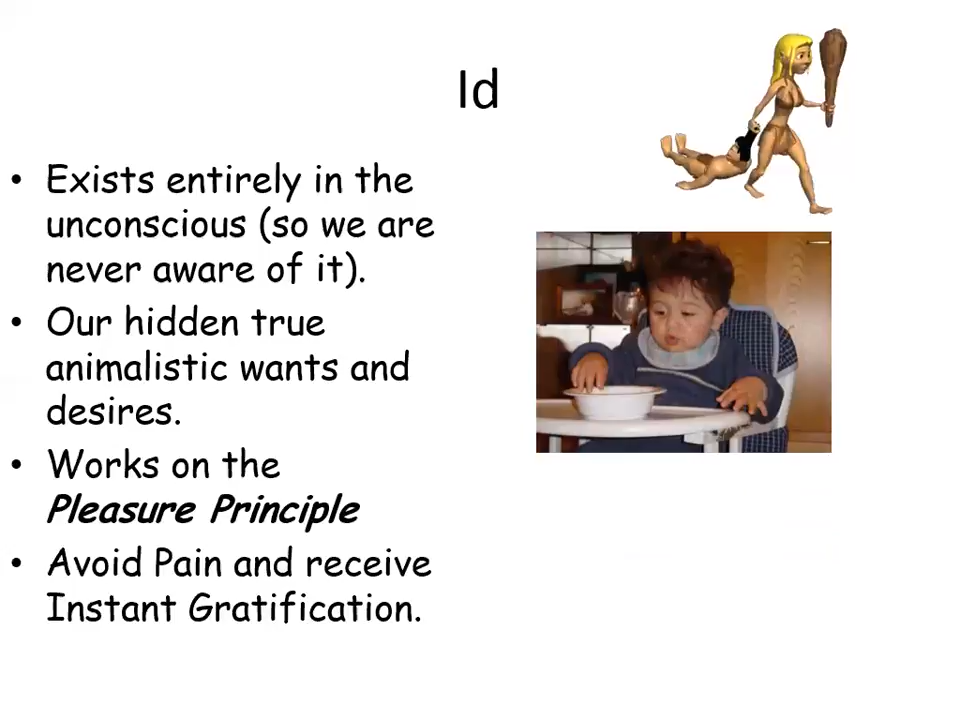 Id
• Exists entirely in the
unconscious (so we are
never aware of it).
• Our hidden true
animalistic wants and
desires.
• Works on the
Pleasure Principle
• Avoid Pain and receive
Instant Gratification.